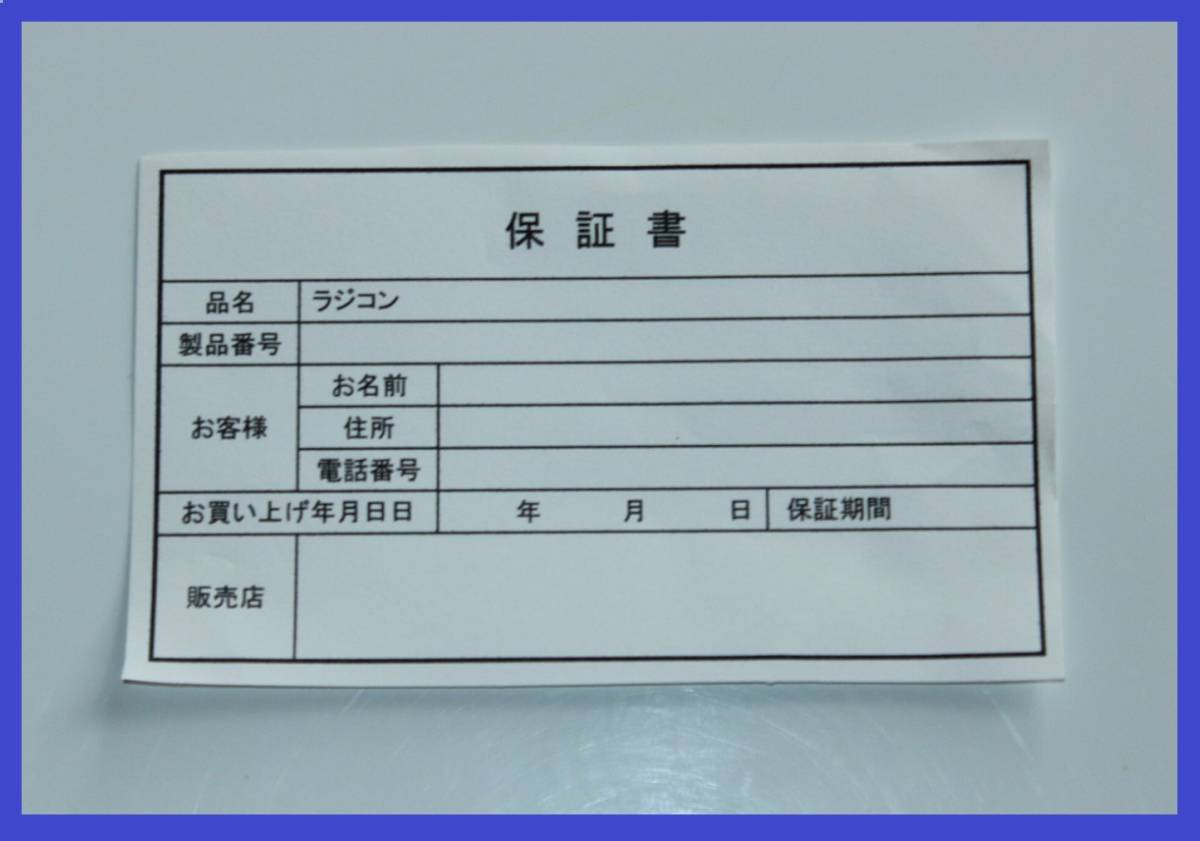 保証書
品名 ラジコン
製品番号
お客様
お名前
住所
電話番号
お買い上げ年月日日 年 月 日 保証期間
販売店